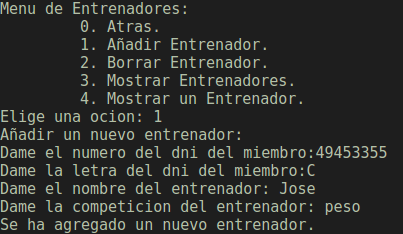 Menu de Entrenadores:
0. Atras.
1. Añadir Entrenador.
2. Borrar Entrenador.
3. Mostrar Entrenadores.
4. Mostrar un Entrenador.
Elige una ocion: 1
Añadir un nuevo entrenador:
Dame el numero del dni del miembro:49453355
Dame la letra del dni del miembro:C
Dame el nombre del entrenador: Jose
Dame la competicion del entrenador: peso
Se ha agregado un nuevo entrenador.